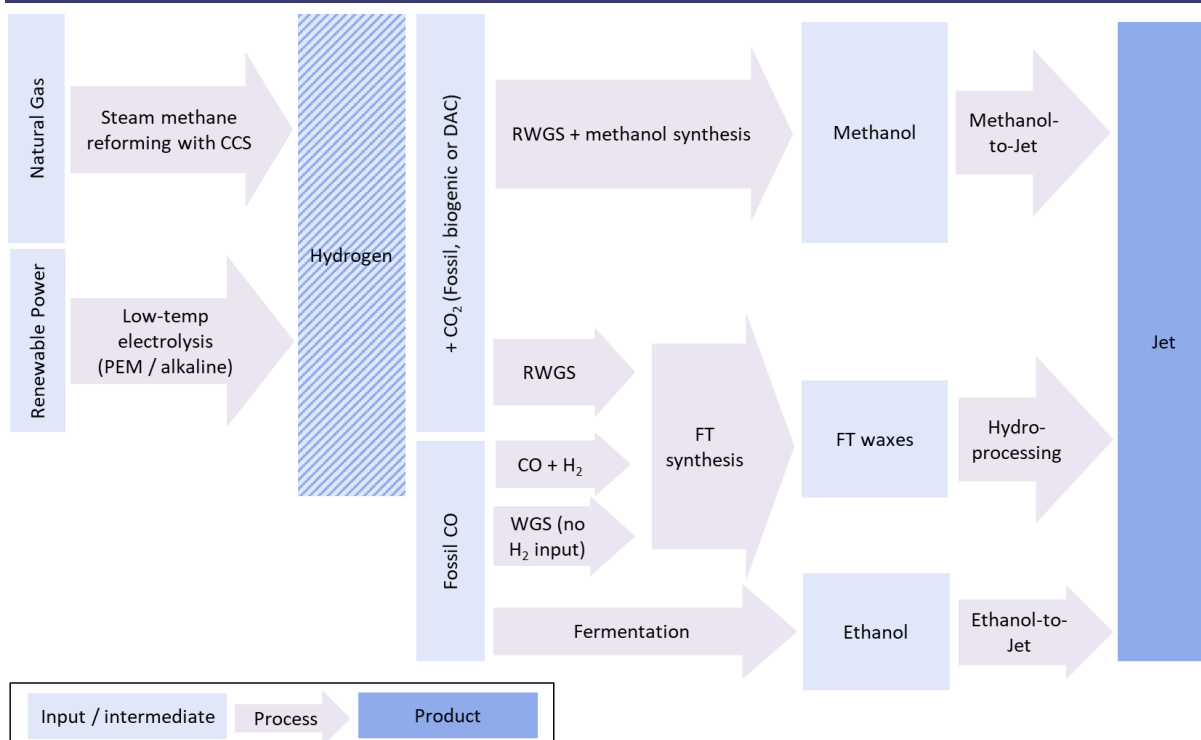 Natural Gas
Steam methane
reforming with CCS
Renewable Power
Low-temp
electrolysis
(PEM / alkaline)
Hydrogen
+ CO₂ (Fossil, biogenic or DAC)
Fossil CO
RWGS + methanol synthesis
Methanol
Methanol-
to-Jet
RWGS
CO + H₂
WGS (no
H₂ input)
FT
synthesis
FT waxes
Hydro-
processing
Fermentation
Ethanol
Ethanol-to-
Jet
Jet
Input / intermediate
Process
Product